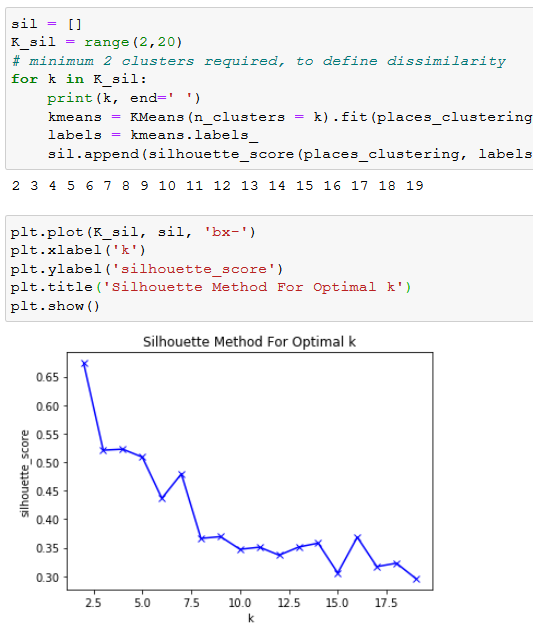 sil = []
K_sil = range(2,20)
# minimum 2 clusters required, to define dissimilarity
for k in K_sil:
    print(k, end=' ')
    kmeans = KMeans(n_clusters = k).fit(places_clustering
    labels = kmeans.labels_
    sil.append(silhouette_score(places_clustering, labels
2 3 4 5 6 7 8 9 10 11 12 13 14 15 16 17 18 19
plt.plot(K_sil, sil, 'bx-')
plt.xlabel('k')
plt.ylabel('silhouette_score')
plt.title('Silhouette Method For Optimal k')
plt.show()
Silhouette Method For Optimal k
0.65
0.60
0.55
0.50
0.45
0.40
0.35
0.30
silhouette_score
2.5 5.0 7.5 10.0 12.5 15.0 17.5
k